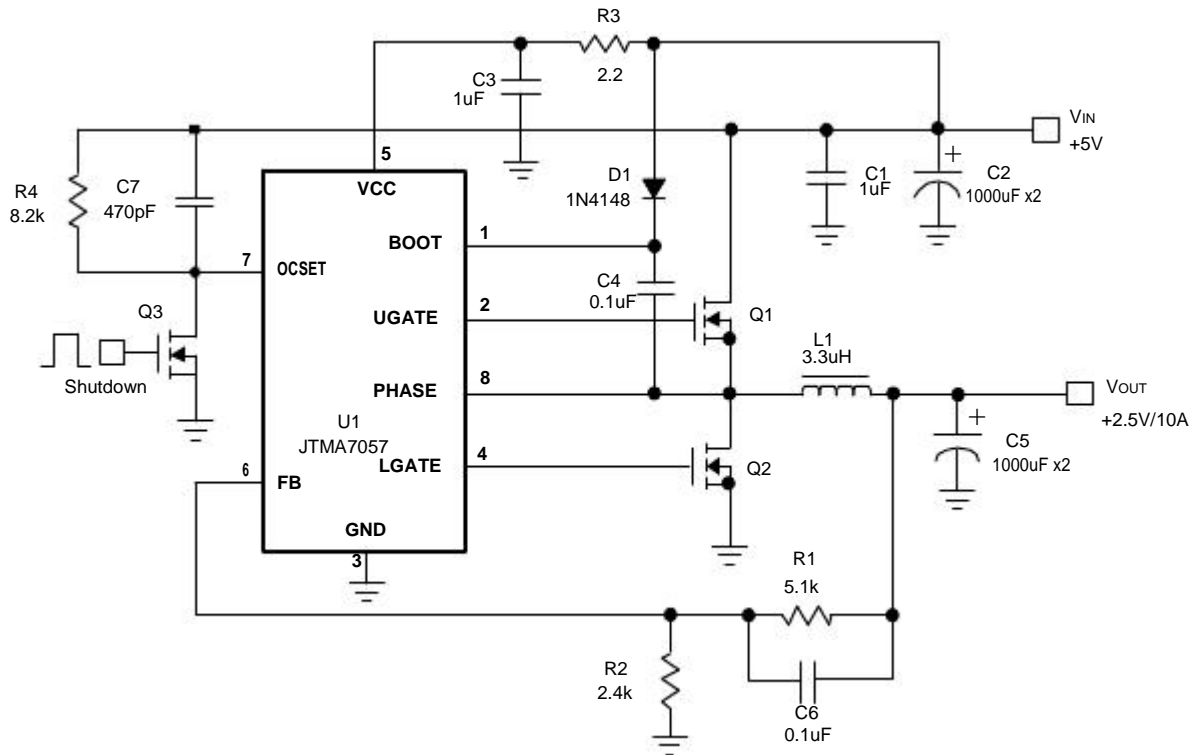 R3
2.2
C3
1uF
VIN
+5V
5
VCC
R4
8.2k
C7
470pF
D1
1N4148
C1
1uF
+
C2
1000uF x2
1
BOOT
7
OCSET
C4
0.1uF
2
UGATE
Q1
Q3
Shutdown
L1
3.3uH
8
PHASE
VOUT
+2.5V/10A
+
C5
1000uF x2
U1
JTMA7057
6
FB
4
LGATE
Q2
GND
3
R1
5.1k
R2
2.4k
C6
0.1uF